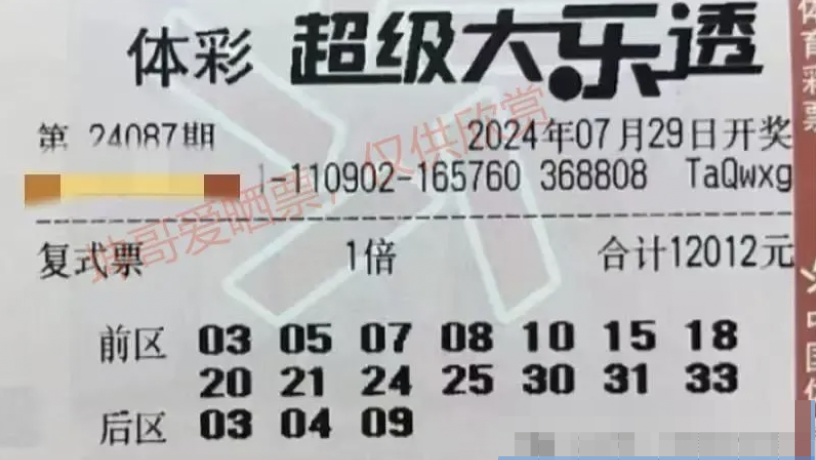 体彩 超级大乐透
第 24087期 2024年07月29日开奖
1-110902-165760 368808 TaQwxg
复式票 1倍 合计12012元
前区 03 05 07 08 10 15 18
20 21 24 25 30 31 33
后区 03 04 09
哥爱晒票，仅供欣赏
体育彩票
中国体